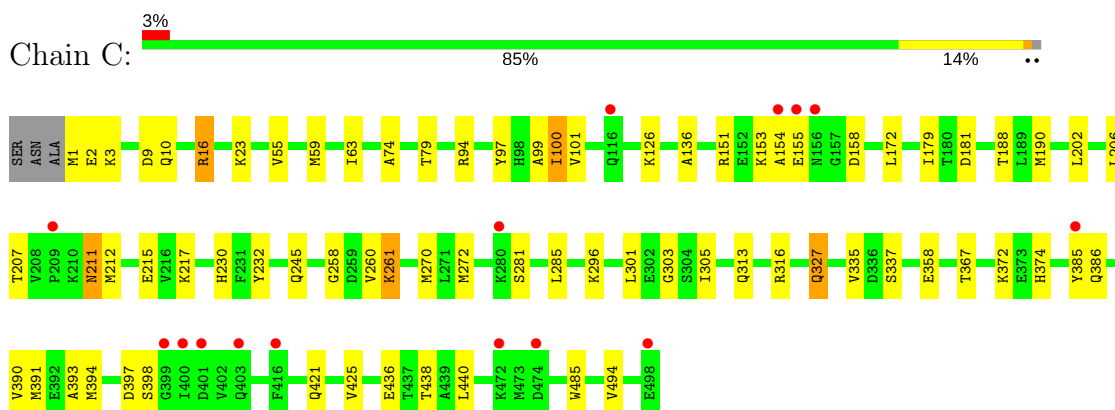 3%
Chain C:
85% 14% ••
SER ASN ALA M1 E2 K3 D9 Q10 R16 K23 V55 M59 I63 A74 T79 R94 Y97 H98 A99 I100 V101 Q116 K126 A136 R151 E152 K153 A154 E155 N156 G157 D158 L172 I179 T180 D181 T188 L189 M190 L202 L206
T207 V208 P209 K210 N211 M212 E215 V216 K217 H230 F231 Y232 Q245 G258 D259 V260 K261 M270 L271 M272 K280 S281 L285 K296 L301 E302 G303 S304 I305 Q313 R316 Q327 V335 D336 S337 E358 T367 K372 E373 H374 Y385 Q386
V390 M391 E392 A393 M394 D397 S398 G399 I400 D401 V402 Q403 F416 Q421 V425 E436 T437 T438 A439 L440 K472 M473 D474 W485 V494 E498